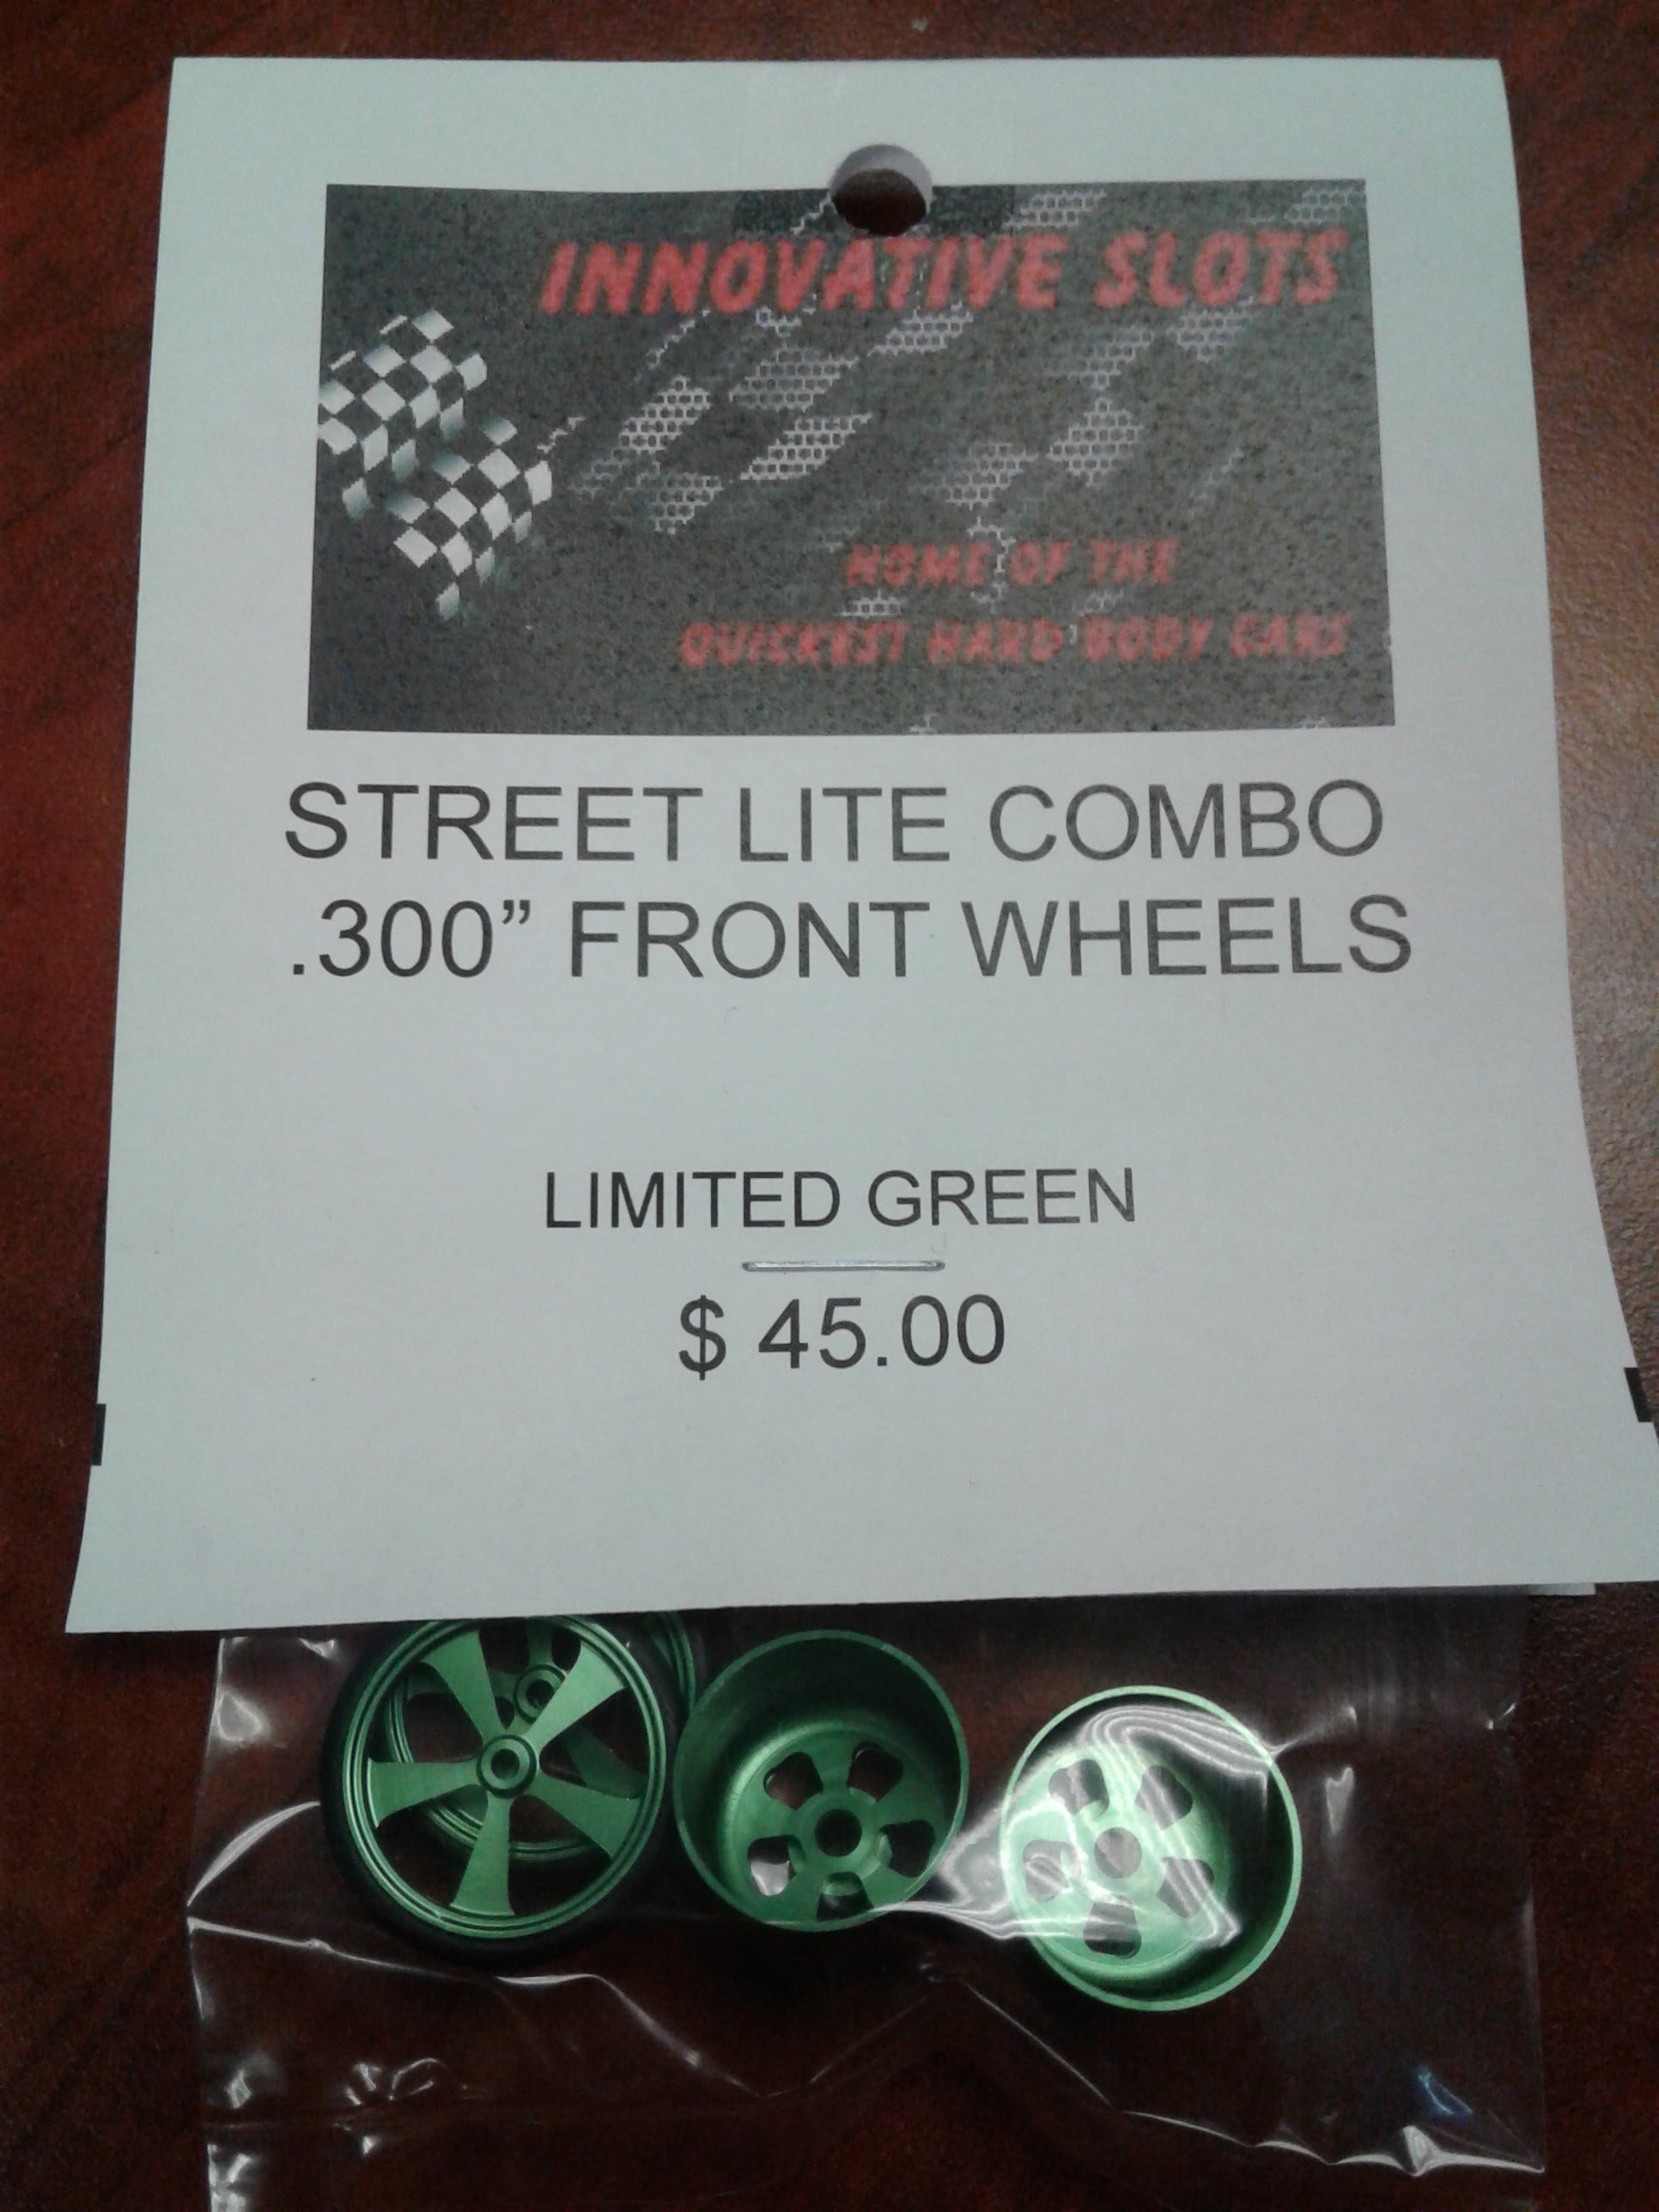 INNOVATIVE SLOTS
HOME OF THE
QUICKEST HARD BODY CARS
STREET LITE COMBO
.300” FRONT WHEELS
LIMITED GREEN
$ 45.00